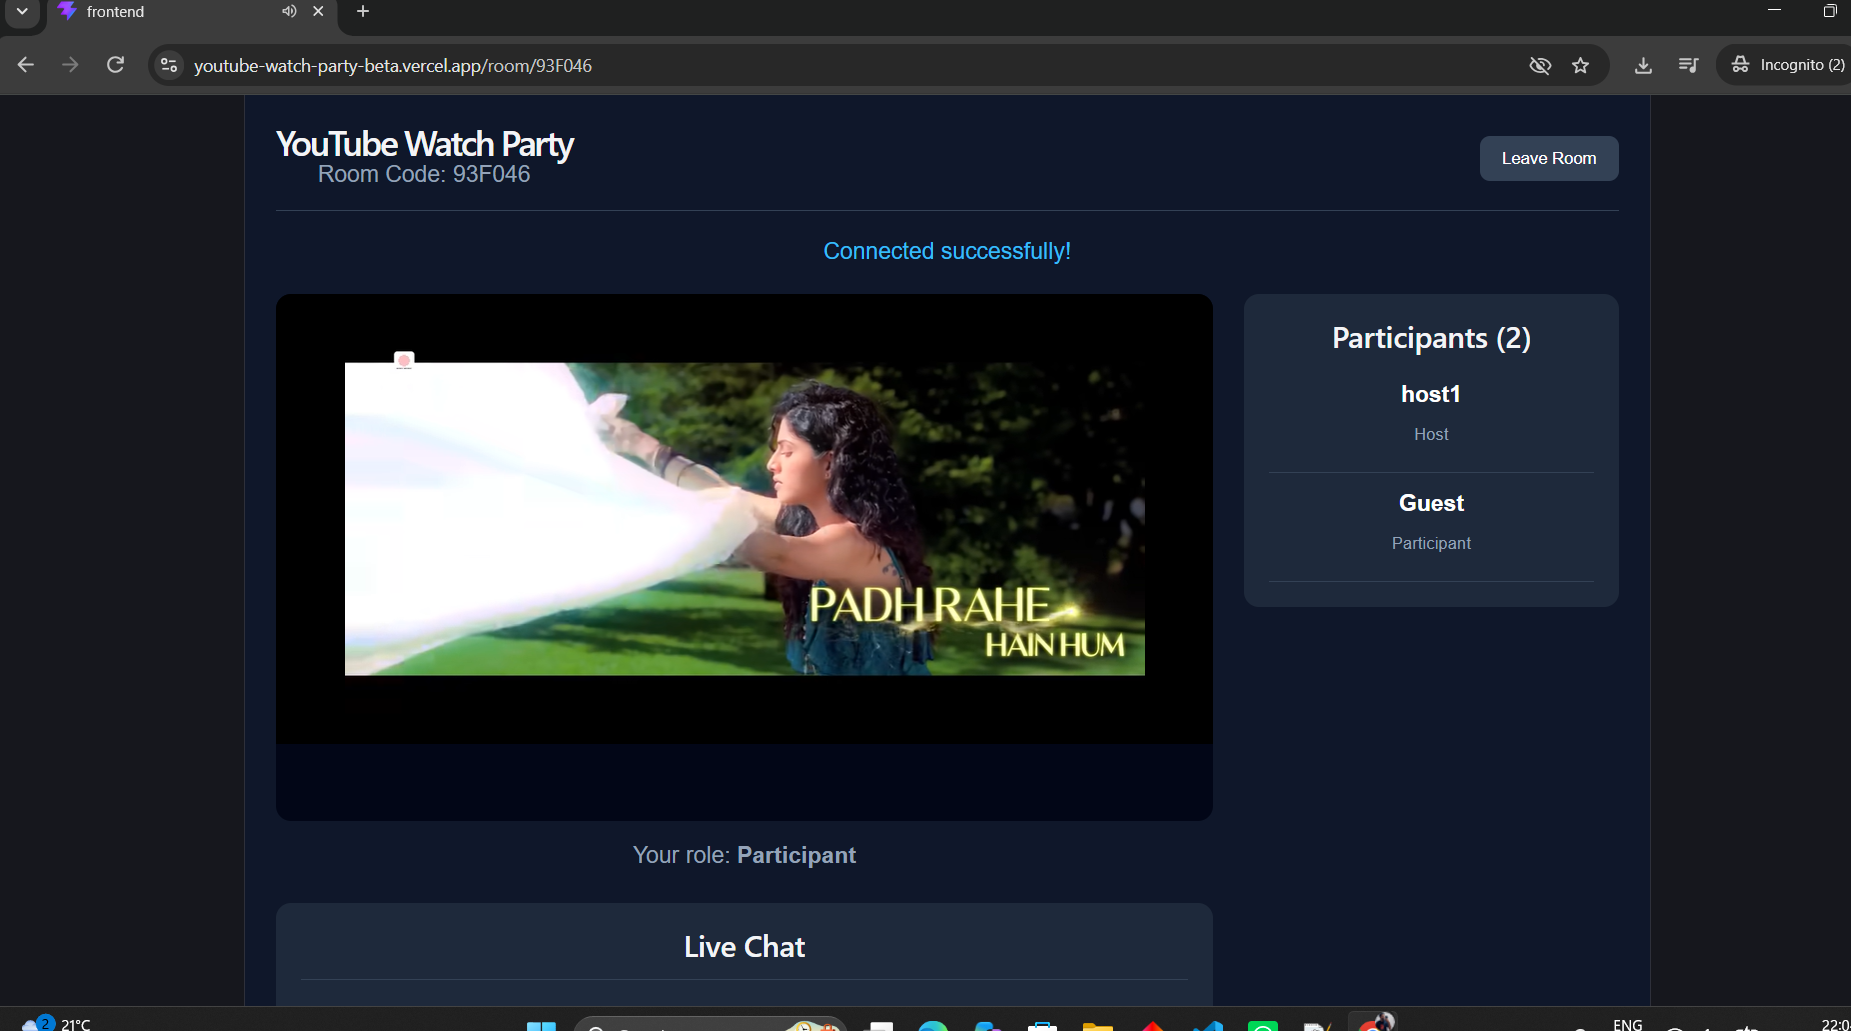 frontend
youtube-watch-party-beta.vercel.app/room/93F046
Incognito (2)
YouTube Watch Party
Room Code: 93F046
Leave Room
Connected successfully!
PADH RAHE
HAIN HUM
Participants (2)
host1
Host
Guest
Participant
Your role: Participant
Live Chat
2
21°C
ENG